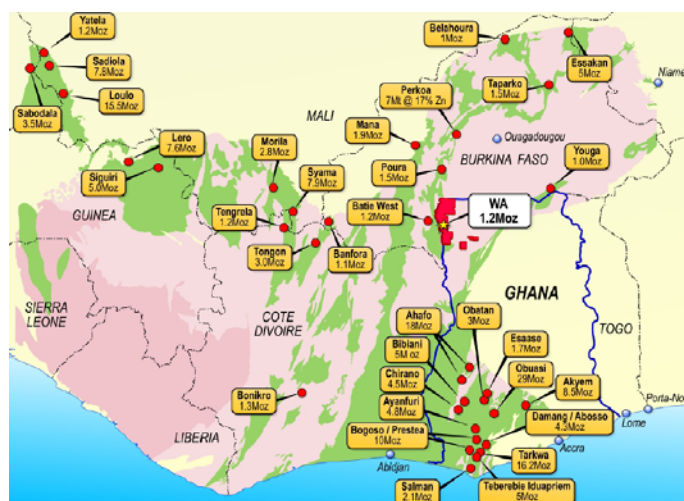 Yatela
1.2Moz
Sadiola
7.8Moz
Loulo
15.5Moz
Sabodala
3.5Moz
Belahoura
1Moz
Essakan
5Moz
Niame
Perkoa
7Mt @ 17% Zn
Taparko
1.5Moz
MALI
Mana
1.9Moz
Ouagadougou
BURKINA FASO
Lero
7.6Moz
Siguiri
5.0Moz
Morila
2.8Moz
Syama
7.9Moz
Poura
1.5Moz
Youga
1.0Moz
GUINEA
Tengrela
1.2Moz
Batie West
1.2Moz
WA
1.2Moz
Tongon
3.0Moz
Banfora
1.1Moz
SIERRA
LEONE
COTE
DIVOIRE
GHANA
TOGO
Ahafo
18Moz
Obatan
3Moz
Bibiani
5M oz
Esaase
1.7Moz
Chirano
4.5Moz
Obuasi
29Moz
Akyem
8.5Moz
Bonikro
1.3Moz
Ayanfuri
4.8Moz
Porta-No
Damang / Abosso
4.3Moz
Lome
LIBERIA
Bogoso / Prestea
10Moz
Accra
Abidjan
Tarkwa
16.2Moz
Salman
2.1Moz
Teberebie Iduapriem
5Moz